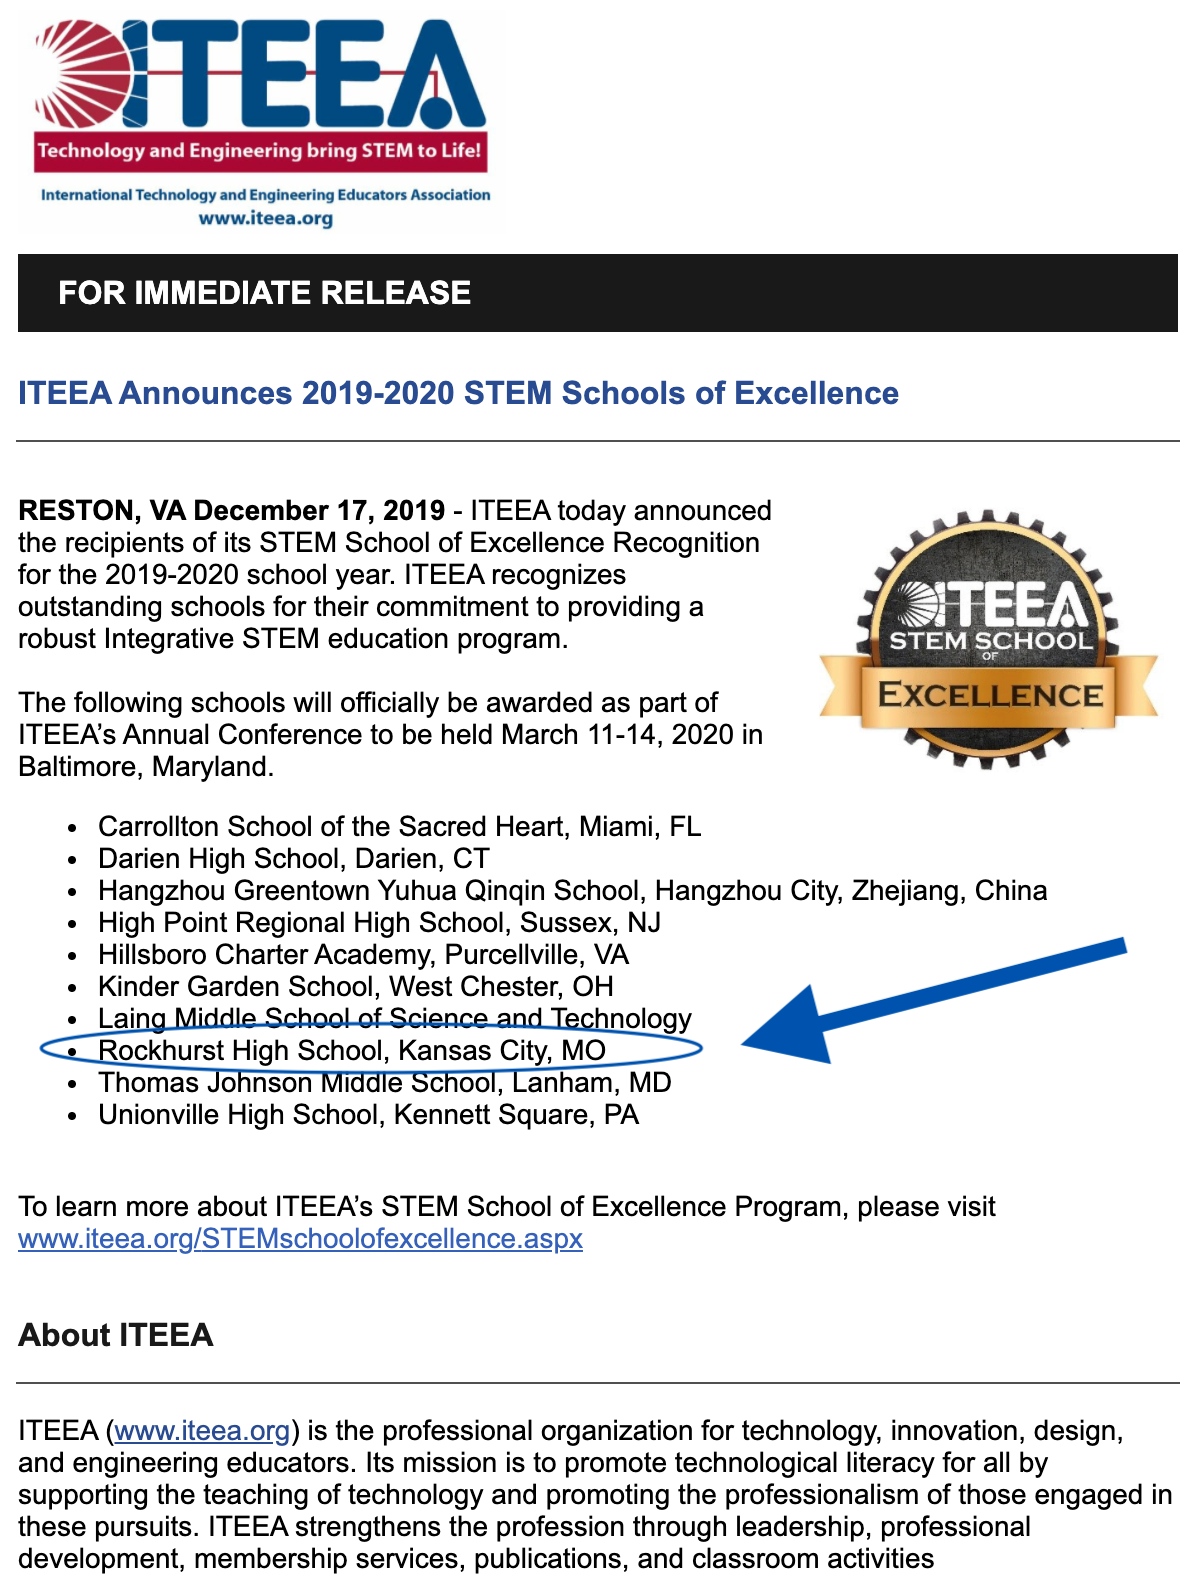 ITEEA
Technology and Engineering bring STEM to Life!
International Technology and Engineering Educators Association
www.iteea.org
FOR IMMEDIATE RELEASE
ITEEA Announces 2019-2020 STEM Schools of Excellence
RESTON, VA December 17, 2019 - ITEEA today announced
the recipients of its STEM School of Excellence Recognition
for the 2019-2020 school year. ITEEA recognizes
outstanding schools for their commitment to providing a
robust Integrative STEM education program.
ITEEA
STEM SCHOOL
OF
EXCELLENCE
The following schools will officially be awarded as part of
ITEEA’s Annual Conference to be held March 11-14, 2020 in
Baltimore, Maryland.
• Carrollton School of the Sacred Heart, Miami, FL
• Darien High School, Darien, CT
• Hangzhou Greentown Yuhua Qinqin School, Hangzhou City, Zhejiang, China
• High Point Regional High School, Sussex, NJ
• Hillsboro Charter Academy, Purcellville, VA
• Kinder Garden School, West Chester, OH
• Laing Middle School of Science and Technology
• Rockhurst High School, Kansas City, MO
• Thomas Johnson Middle School, Lanham, MD
• Unionville High School, Kennett Square, PA
To learn more about ITEEA’s STEM School of Excellence Program, please visit
www.iteea.org/STEMschoolofexcellence.aspx
About ITEEA
ITEEA (www.iteea.org) is the professional organization for technology, innovation, design,
and engineering educators. Its mission is to promote technological literacy for all by
supporting the teaching of technology and promoting the professionalism of those engaged in
these pursuits. ITEEA strengthens the profession through leadership, professional
development, membership services, publications, and classroom activities